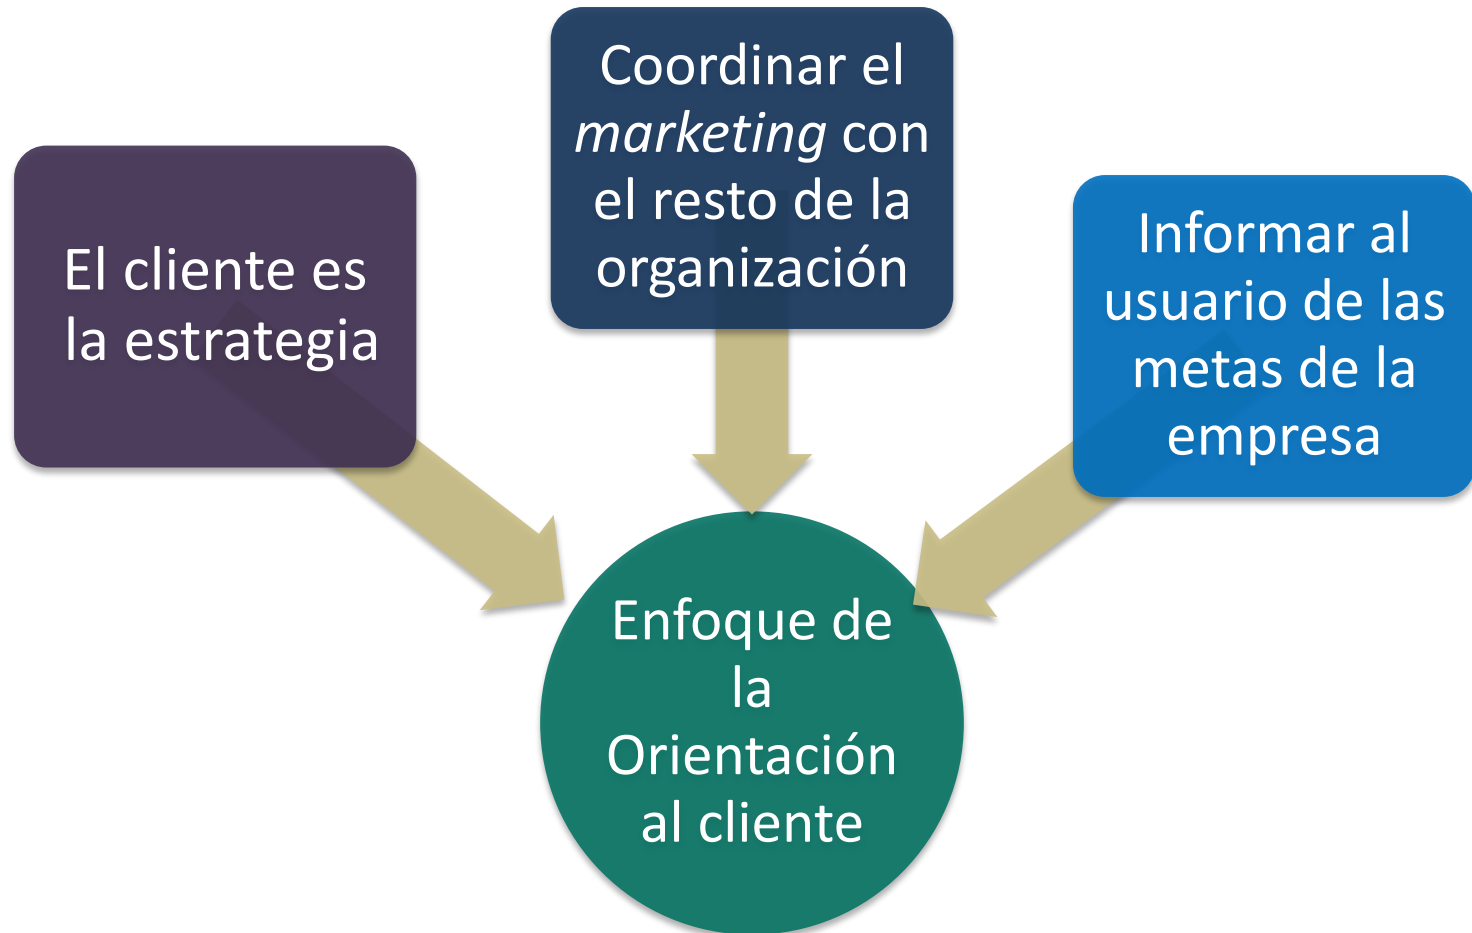 El cliente es
la estrategia
Coordinar el
marketing con
el resto de la
organización
Informar al
usuario de las
metas de la
empresa
Enfoque de
la
Orientación
al cliente